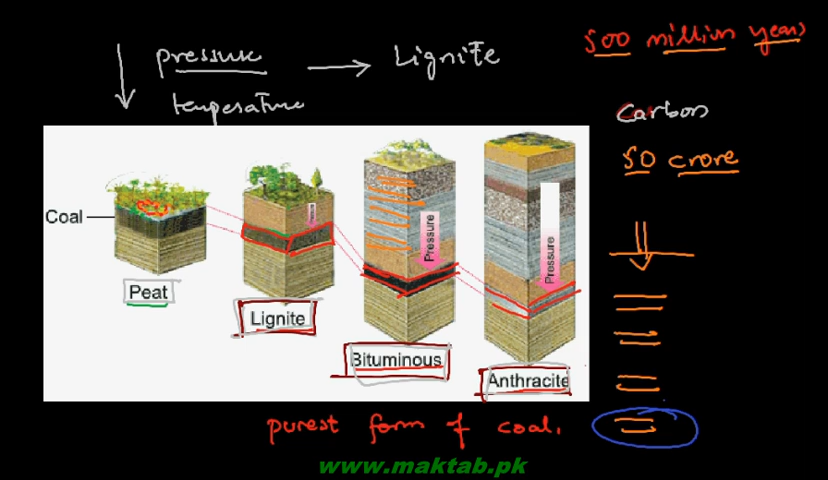 500 million years
pressure → Lignite
temperature
Carbon
50 crore
Coal
Pressure
Pressure
Pressure
Peat
Lignite
Bituminous
Anthracite
purest form of coal.
www.maktab.pk